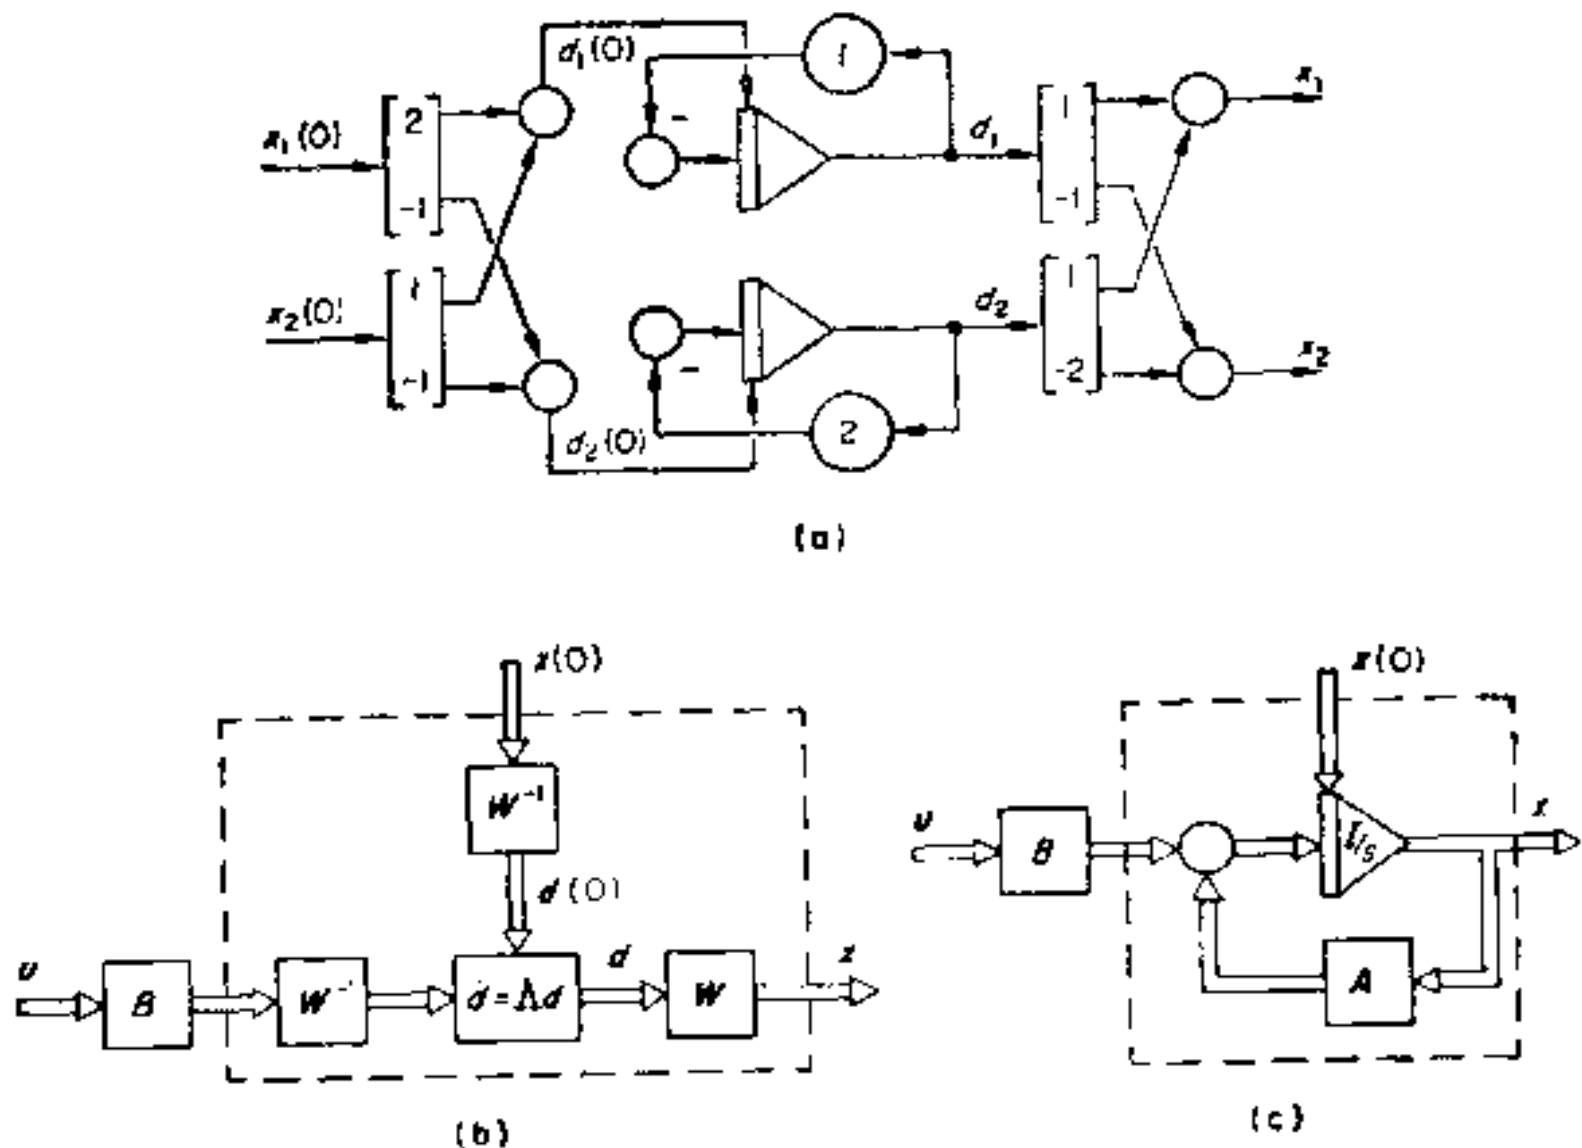 d₁(0)
1
x₁(0)
2
-1
-
d₁
1
-1
x₁
x₂(0)
1
-1
-
d₂
1
-2
x₂
d₂(0)
2
(a)
x(0)
W⁻¹
d(0)
υ
B
W⁻¹
ḋ = Λd
d
W
x
(b)
x(0)
υ
B
I/s
x
A
(c)